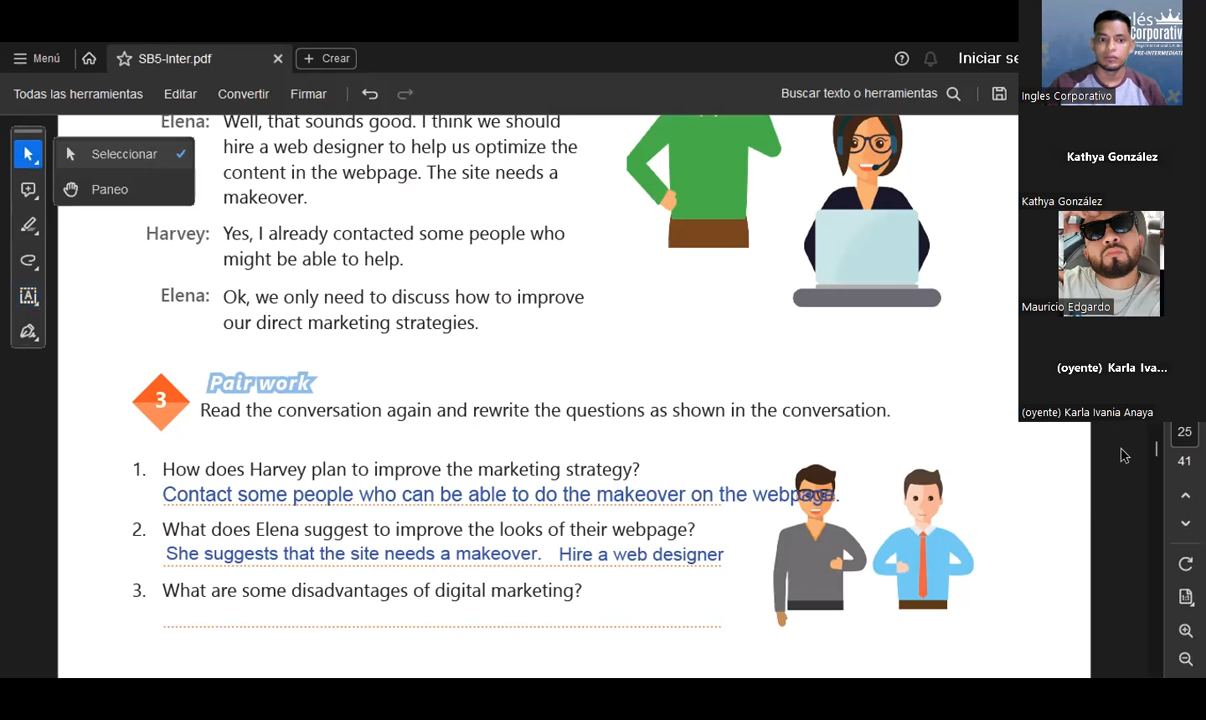 Menú
SB5-Inter.pdf
Crear
Iniciar se
Todas las herramientas
Editar
Convertir
Firmar
Buscar texto o herramientas
Seleccionar
Paneo
Elena: Well, that sounds good. I think we should
hire a web designer to help us optimize the
content in the webpage. The site needs a
makeover.
Harvey: Yes, I already contacted some people who
might be able to help.
Elena: Ok, we only need to discuss how to improve
our direct marketing strategies.
3
Pair work
Read the conversation again and rewrite the questions as shown in the conversation.
1. How does Harvey plan to improve the marketing strategy?
Contact some people who can be able to do the makeover on the webpage.
2. What does Elena suggest to improve the looks of their webpage?
She suggests that the site needs a makeover. Hire a web designer
3. What are some disadvantages of digital marketing?
PRE-INTERMEDIATE
Ingles Corporativo
Kathya González
Kathya González
Mauricio Edgardo
(oyente) Karla Iva...
(oyente) Karla Ivania Anaya
25
41